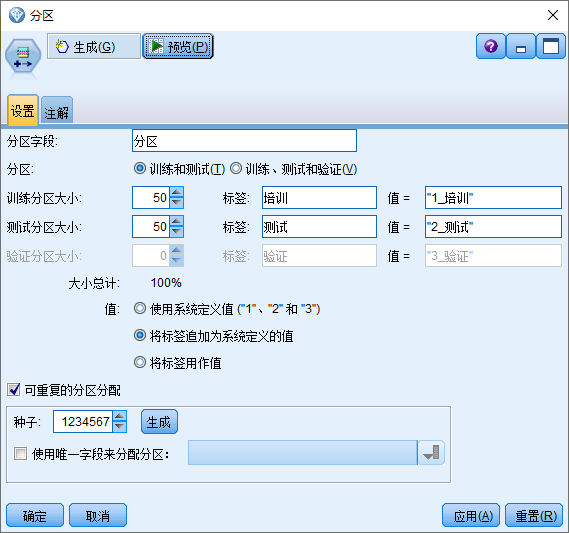 分区
生成(G) 预览(P)
设置 注解
分区字段: 分区
分区: 训练和测试(T) 训练、测试和验证(V)
训练分区大小: 50 标签: 培训 值 = "1_培训"
测试分区大小: 50 标签: 测试 值 = "2_测试"
验证分区大小: 0 标签: 验证 值 = "3_验证"
大小总计: 100%
值: 使用系统定义值 ("1"、"2" 和 "3")
将标签追加为系统定义的值
将标签用作值
可重复的分区分配
种子: 1234567 生成
使用唯一字段来分配分区:
确定 取消 应用(A) 重置(R)